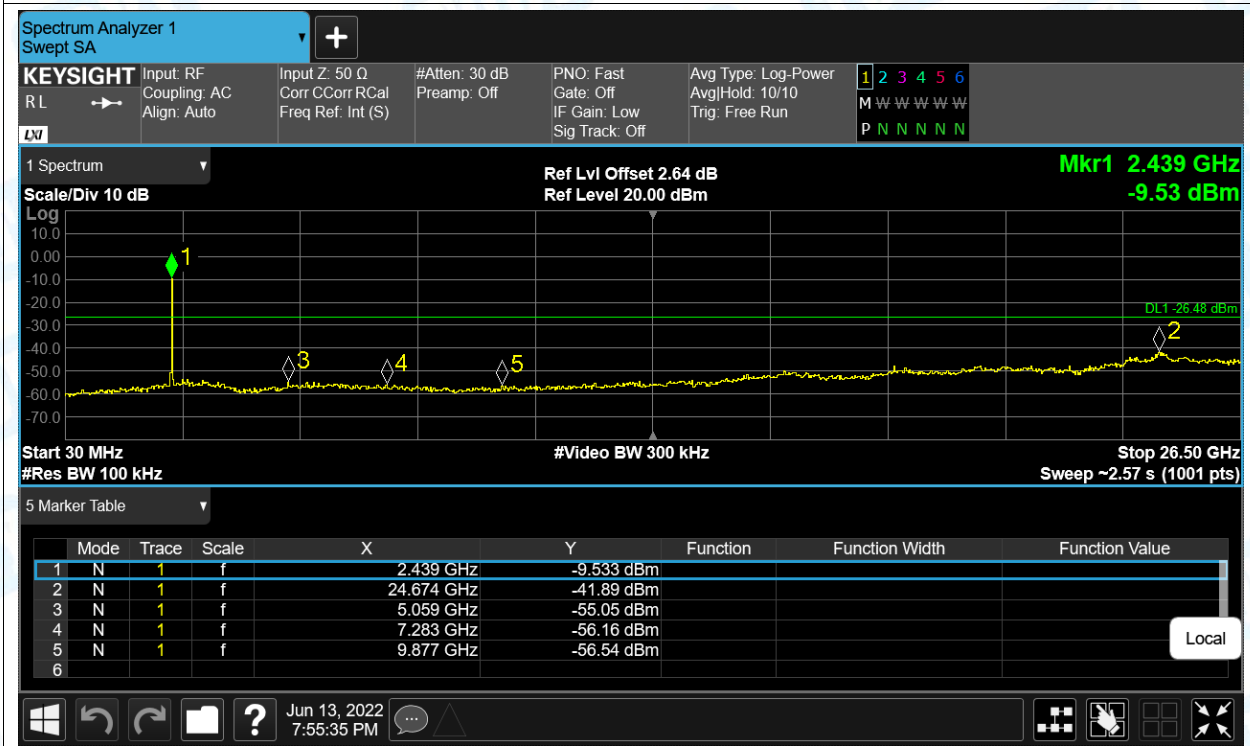 Spectrum Analyzer 1
Swept SA
KEYSIGHT
R L
LXI
Input: RF
Coupling: AC
Align: Auto
Input Z: 50 Ω
Corr CCorr RCal
Freq Ref: Int (S)
#Atten: 30 dB
Preamp: Off
PNO: Fast
Gate: Off
IF Gain: Low
Sig Track: Off
Avg Type: Log-Power
Avg|Hold: 10/10
Trig: Free Run
1 2 3 4 5 6
M W W W W W
P N N N N N
1 Spectrum
Scale/Div 10 dB
Ref Lvl Offset 2.64 dB
Ref Level 20.00 dBm
Mkr1 2.439 GHz
-9.53 dBm
Log
10.0
0.00
-10.0
-20.0
-30.0
-40.0
-50.0
-60.0
-70.0
1
DL1 -26.48 dBm
2
3
4
5
Start 30 MHz
#Video BW 300 kHz
Stop 26.50 GHz
#Res BW 100 kHz
Sweep ~2.57 s (1001 pts)
5 Marker Table
Mode Trace Scale X Y Function Function Width Function Value
1 N 1 f 2.439 GHz -9.533 dBm
2 N 1 f 24.674 GHz -41.89 dBm
3 N 1 f 5.059 GHz -55.05 dBm
4 N 1 f 7.283 GHz -56.16 dBm
5 N 1 f 9.877 GHz -56.54 dBm
6
Local
?
Jun 13, 2022
7:55:35 PM